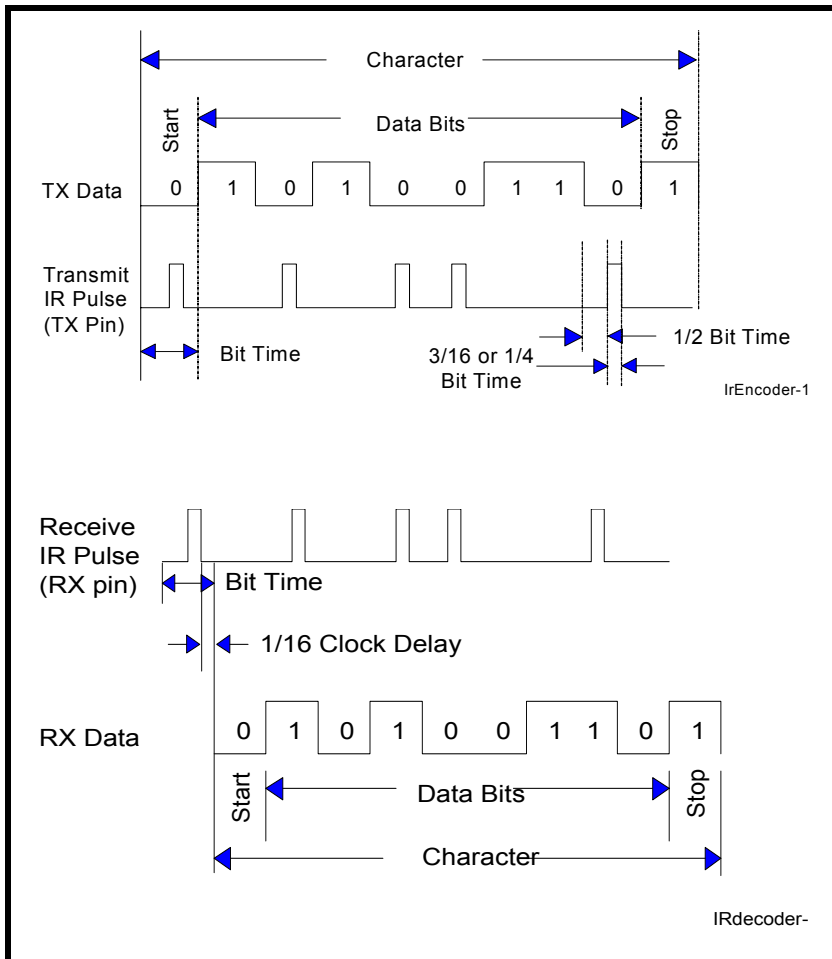 Character
Start
Data Bits
Stop
TX Data
0 1 0 1 0 0 1 1 0 1
Transmit
IR Pulse
(TX Pin)
Bit Time
3/16 or 1/4
Bit Time
1/2 Bit Time
IrEncoder-1
Receive
IR Pulse
(RX pin)
Bit Time
1/16 Clock Delay
RX Data
0 1 0 1 0 0 1 1 0 1
Start
Data Bits
Stop
Character
IRdecoder-